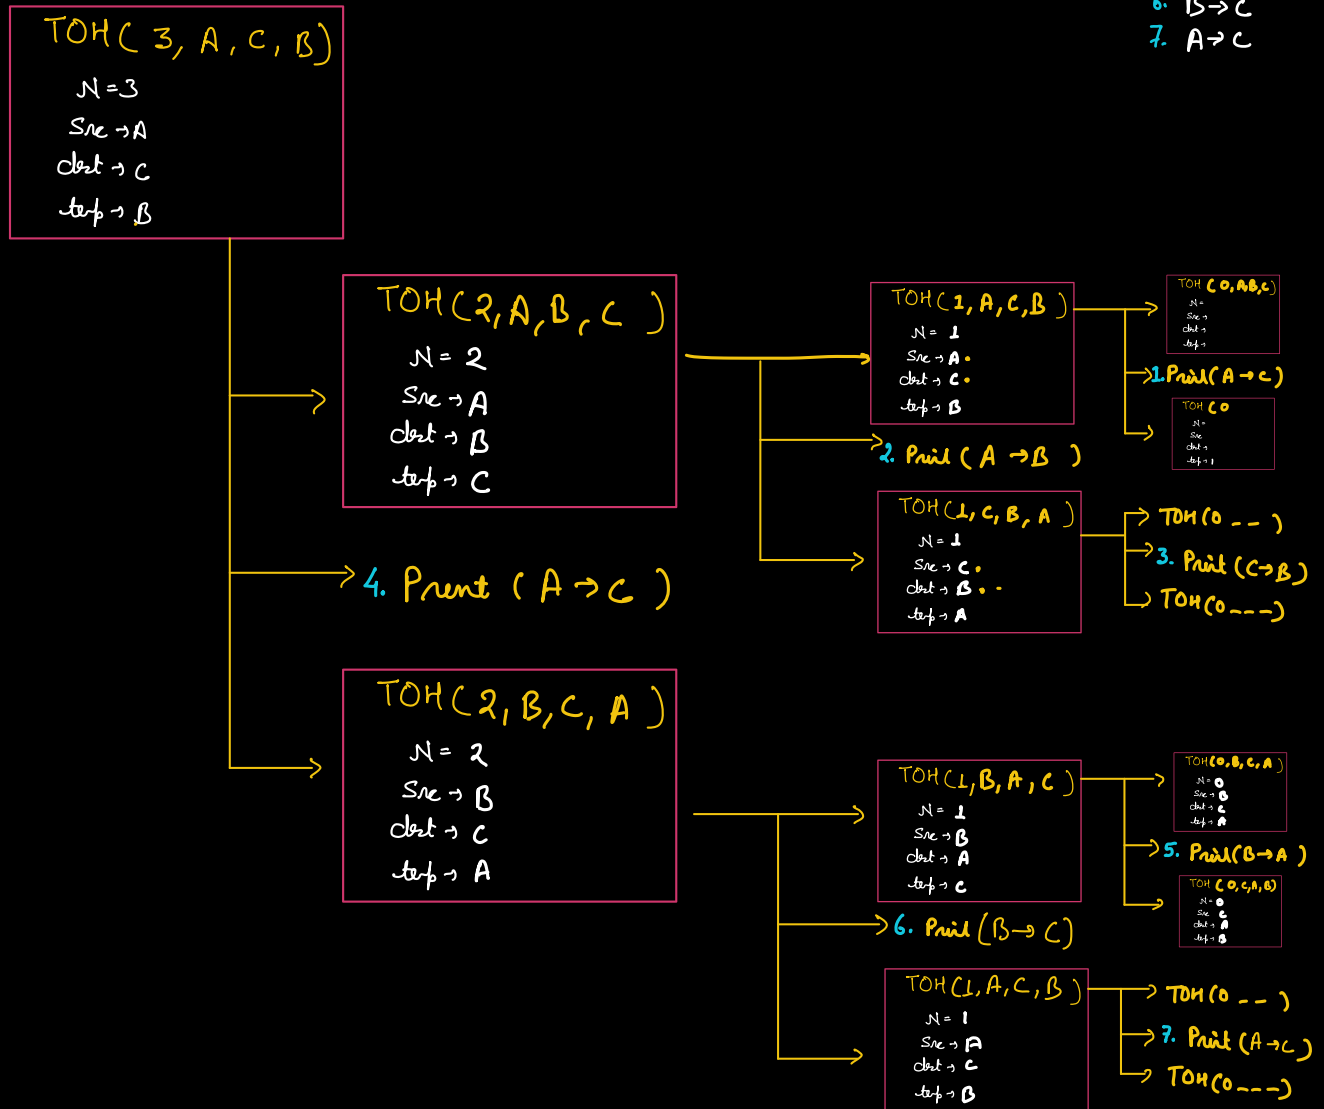 6. B→C
7. A→C
TOH(3, A, C, B)
N=3
Src→A
dest→C
temp→B
TOH(2, A, B, C)
N=2
Src→A
dest→B
temp→C
TOH(1, A, C, B)
N=1
Src→A
dest→C
temp→B
TOH(0,A,B,C)
N=
Src→
dest→
temp→
1. Print(A→C)
TOH(0
N=
Src
dest→
temp→
2. Print(A→B)
TOH(1, C, B, A)
N=1
Src→C
dest→B
temp→A
TOH(0 _ _ )
3. Print(C→B)
TOH(0 _ _ _ )
4. Print(A→C)
TOH(2, B, C, A)
N=2
Src→B
dest→C
temp→A
TOH(1, B, A, C)
N=1
Src→B
dest→A
temp→C
TOH(0, B, C, A)
N=0
Src→B
dest→C
temp→A
5. Print(B→A)
TOH(0,C,A,B)
N=0
Src C
dest→A
temp→B
6. Print(B→C)
TOH(1, A, C, B)
N=1
Src→A
dest→C
temp→B
TOH(0 _ _ )
7. Print(A→C)
TOH(0 _ _ _ )